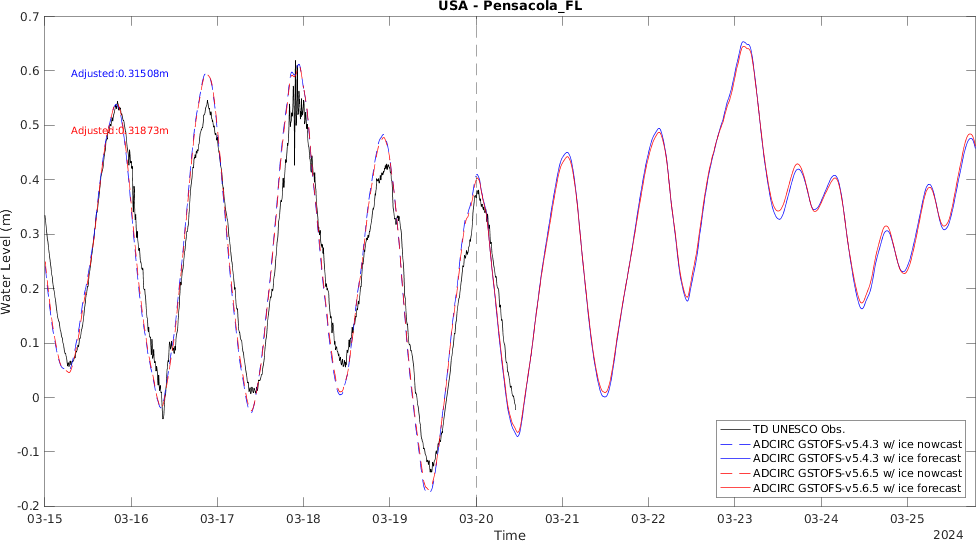 USA - Pensacola_FL
0.7
0.6
0.5
0.4
0.3
0.2
0.1
0
-0.1
-0.2
Water Level (m)
Adjusted:0.31508m
Adjusted:0.31873m
TD UNESCO Obs.
ADCIRC GSTOFS-v5.4.3 w/ ice nowcast
ADCIRC GSTOFS-v5.4.3 w/ ice forecast
ADCIRC GSTOFS-v5.6.5 w/ ice nowcast
ADCIRC GSTOFS-v5.6.5 w/ ice forecast
03-15 03-16 03-17 03-18 03-19 03-20 03-21 03-22 03-23 03-24 03-25
Time
2024